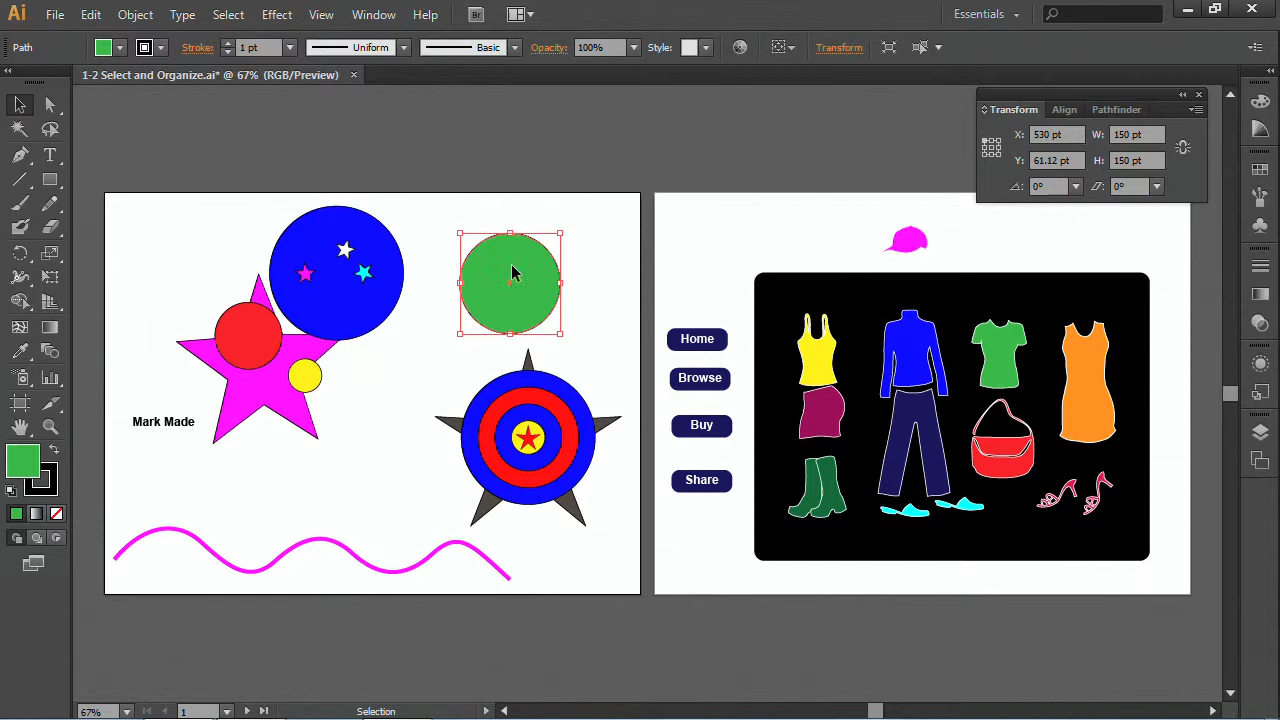 Ai File Edit Object Type Select Effect View Window Help Br Essentials
Path Stroke: 1 pt Uniform Basic Opacity: 100% Style: Transform
1-2 Select and Organize.ai* @ 67% (RGB/Preview)
Transform Align Pathfinder
X: 530 pt W: 150 pt
Y: 61.12 pt H: 150 pt
0° 0°
Home
Browse
Buy
Share
Mark Made
67% 1 Selection